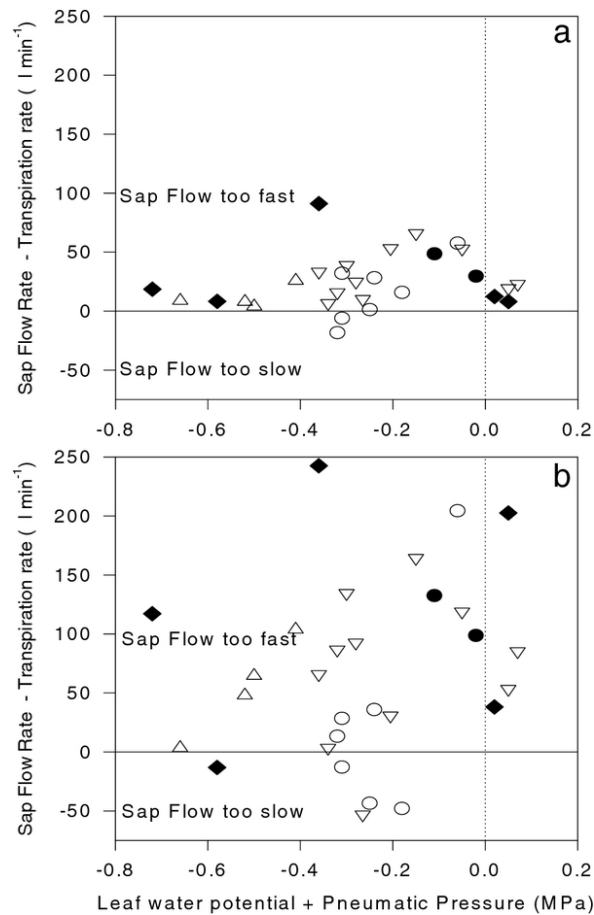 a
Sap Flow Rate - Transpiration rate ( l min-1)
250
200
150
100
50
0
-50
Sap Flow too fast
Sap Flow too slow
-0.8 -0.6 -0.4 -0.2 0.0 0.2
b
Sap Flow Rate - Transpiration rate ( l min-1)
250
200
150
100
50
0
-50
Sap Flow too fast
Sap Flow too slow
-0.8 -0.6 -0.4 -0.2 0.0 0.2
Leaf water potential + Pneumatic Pressure (MPa)